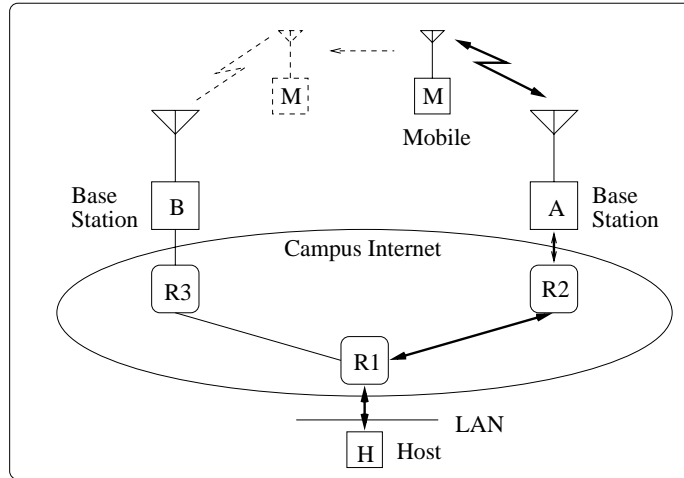 M
M
Mobile
Base
Station
B
A
Base
Station
Campus Internet
R3
R2
R1
LAN
H
Host